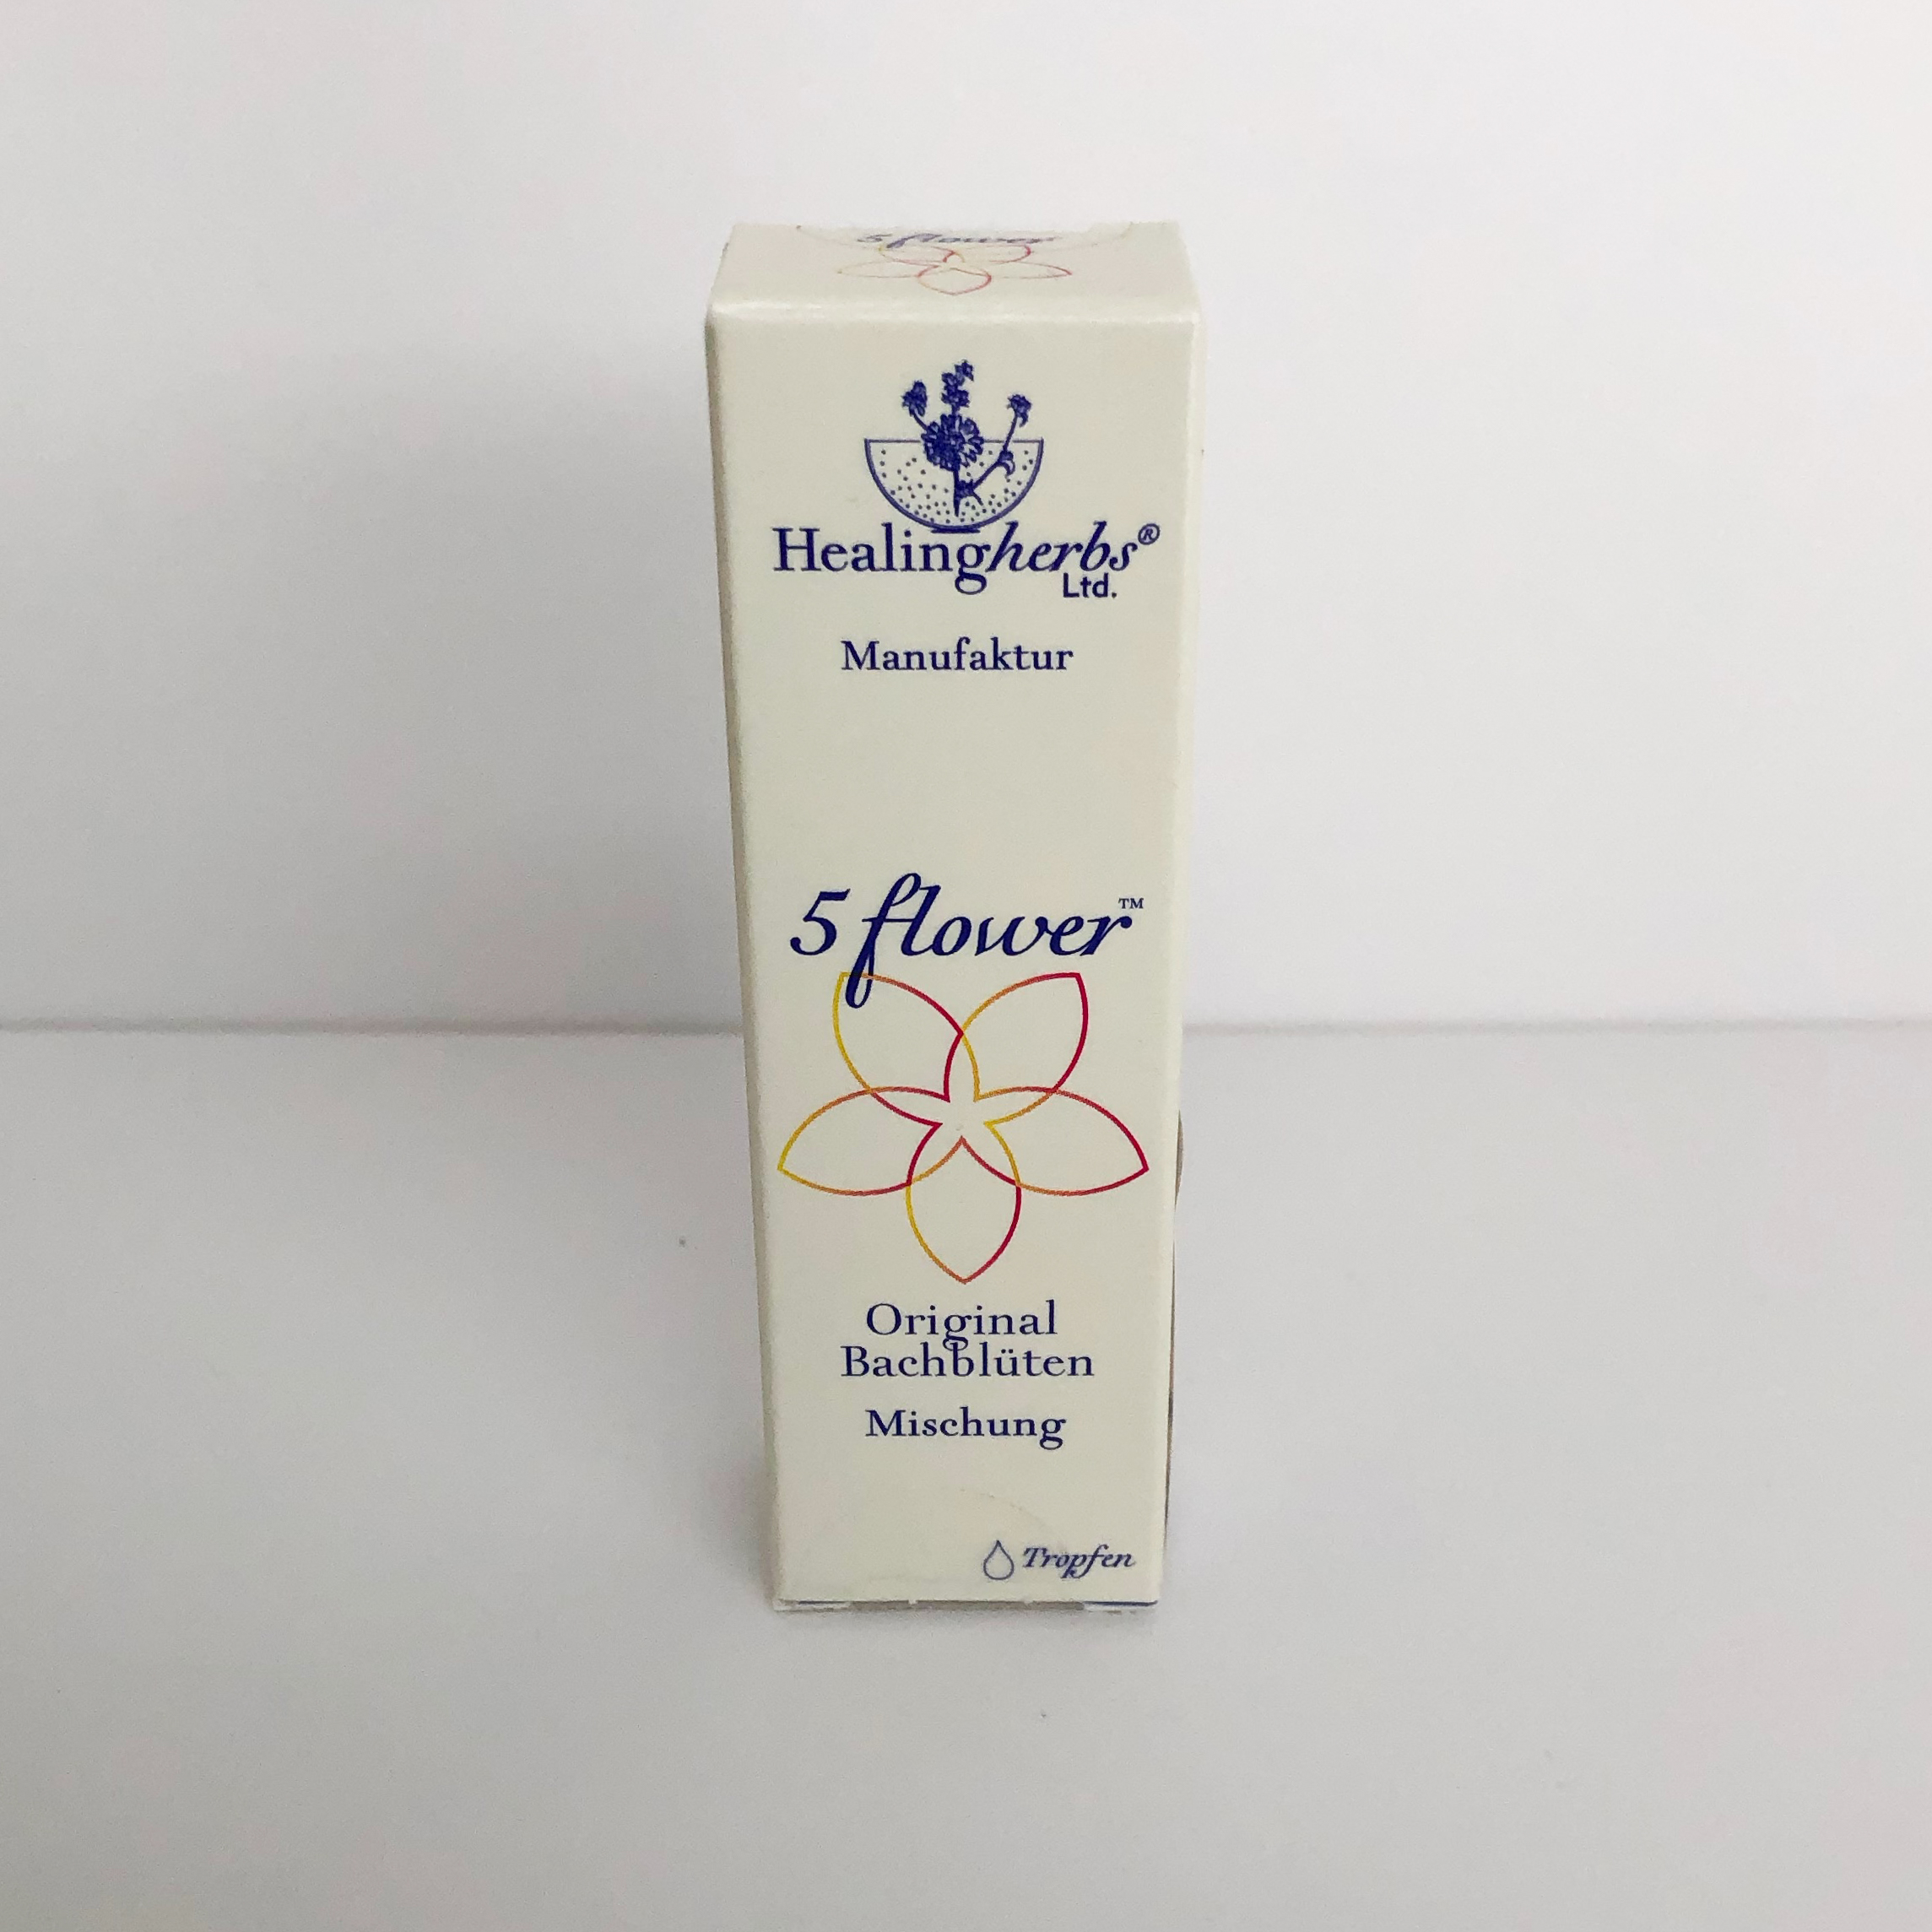 5 flower
Healingherbs®
Ltd.
Manufaktur
5 flower™
Original
Bachblüten
Mischung
Tropfen